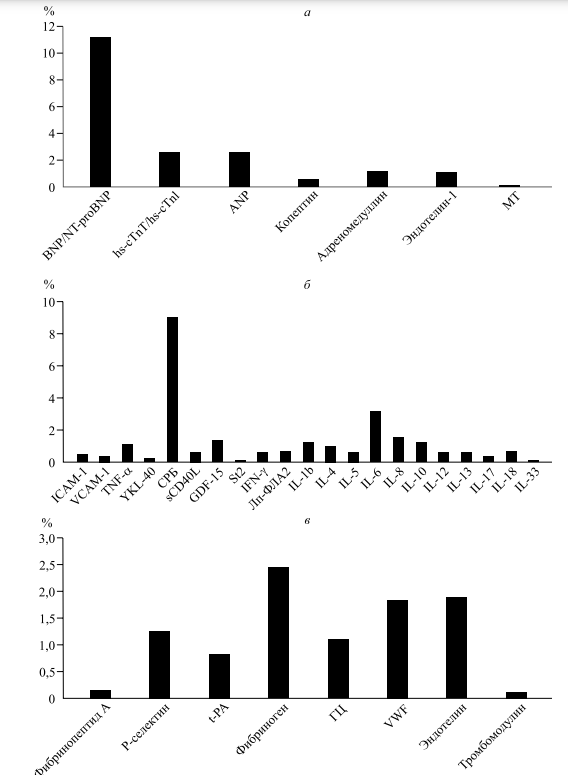 %
а
12
10
8
6
4
2
0
BNP/NT-proBNP
hs-cTnT/hs-cTnI
ANP
Копептин
Адреномедуллин
Эндотелин-1
МТ
%
б
10
8
6
4
2
0
ICAM-1
VCAM-1
TNF-α
YKL-40
СРБ
sCD40L
GDF-15
St2
IFN-γ
Лп-ФЛА2
IL-1b
IL-4
IL-5
IL-6
IL-8
IL-10
IL-12
IL-13
IL-17
IL-18
IL-33
%
в
3,0
2,5
2,0
1,5
1,0
0,5
0
Фибринопептид А
Р-селектин
t-PA
Фибриноген
ГЦ
VWF
Эндотелин
Тромбомодулин